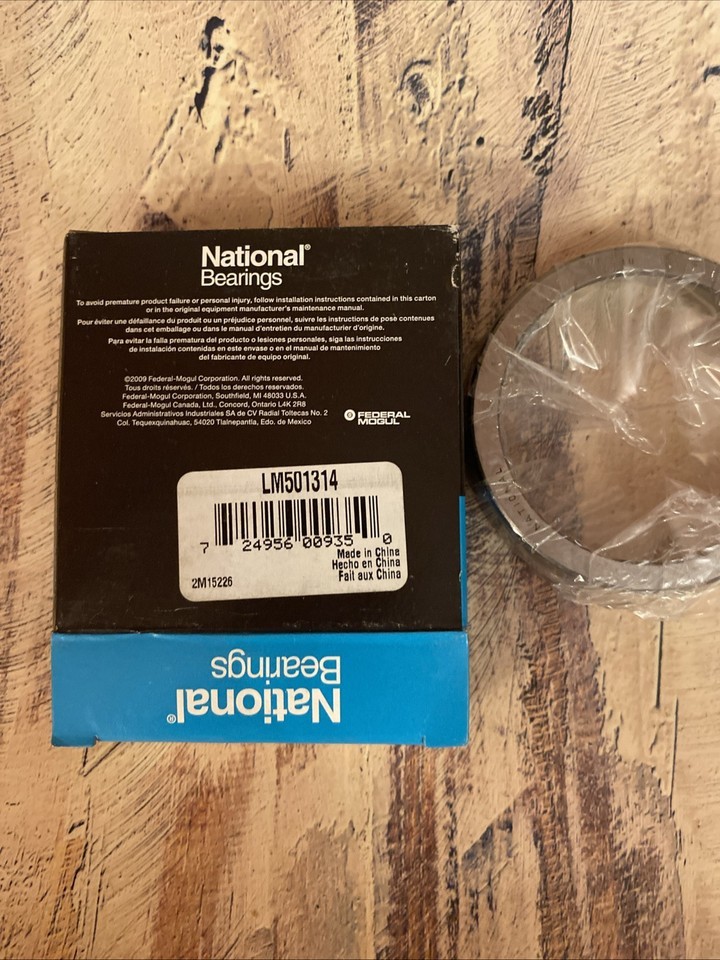 National®
Bearings
To avoid premature product failure or personal injury, follow installation instructions contained in this carton
or in the original equipment manufacturer's maintenance manual.
Pour éviter une défaillance du produit ou un préjudice personnel, suivre les instructions de pose contenues
dans cet emballage ou dans le manual d'entretien du manufacturier d'origine.
Para evitar la falla prematura del producto o lesiones personales, siga las instrucciones
de instalación contenidas en este envase o en el manual de mantenimiento
del fabricante de equipo original.
©2009 Federal-Mogul Corporation. All rights reserved.
Tous droits réservés. / Todos los derechos reservados.
Federal-Mogul Corporation, Southfield, MI 48033 U.S.A.
Federal-Mogul Canada, Ltd., Concord, Ontario L4K 2R8
Servicios Administrativos Industriales SA de CV Radial Toltecas No. 2
Col. Tequexquinahuac, 54020 Tlalnepantla, Edo. de Mexico
FEDERAL
MOGUL
LM501314
7 24956 00935 0
Made in China
Hecho en China
Fait aux China
2M15226
National®
Bearings